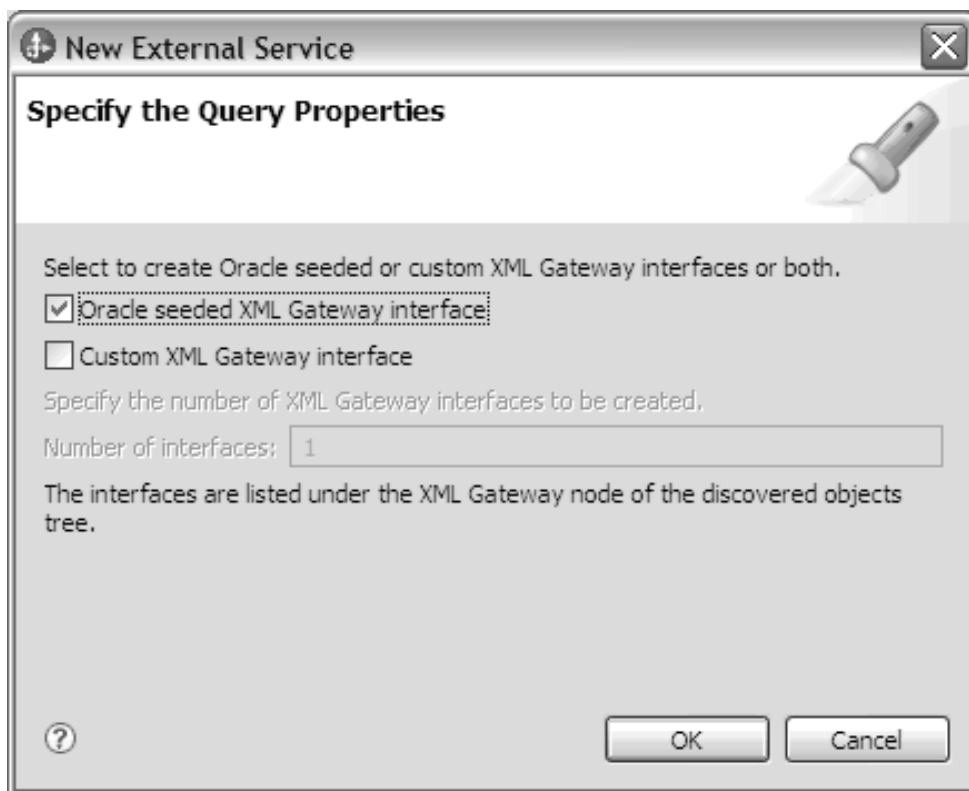 New External Service
Specify the Query Properties
Select to create Oracle seeded or custom XML Gateway interfaces or both.
Oracle seeded XML Gateway interface
Custom XML Gateway interface
Specify the number of XML Gateway interfaces to be created.
Number of interfaces: 1
The interfaces are listed under the XML Gateway node of the discovered objects
tree.
?
OK Cancel